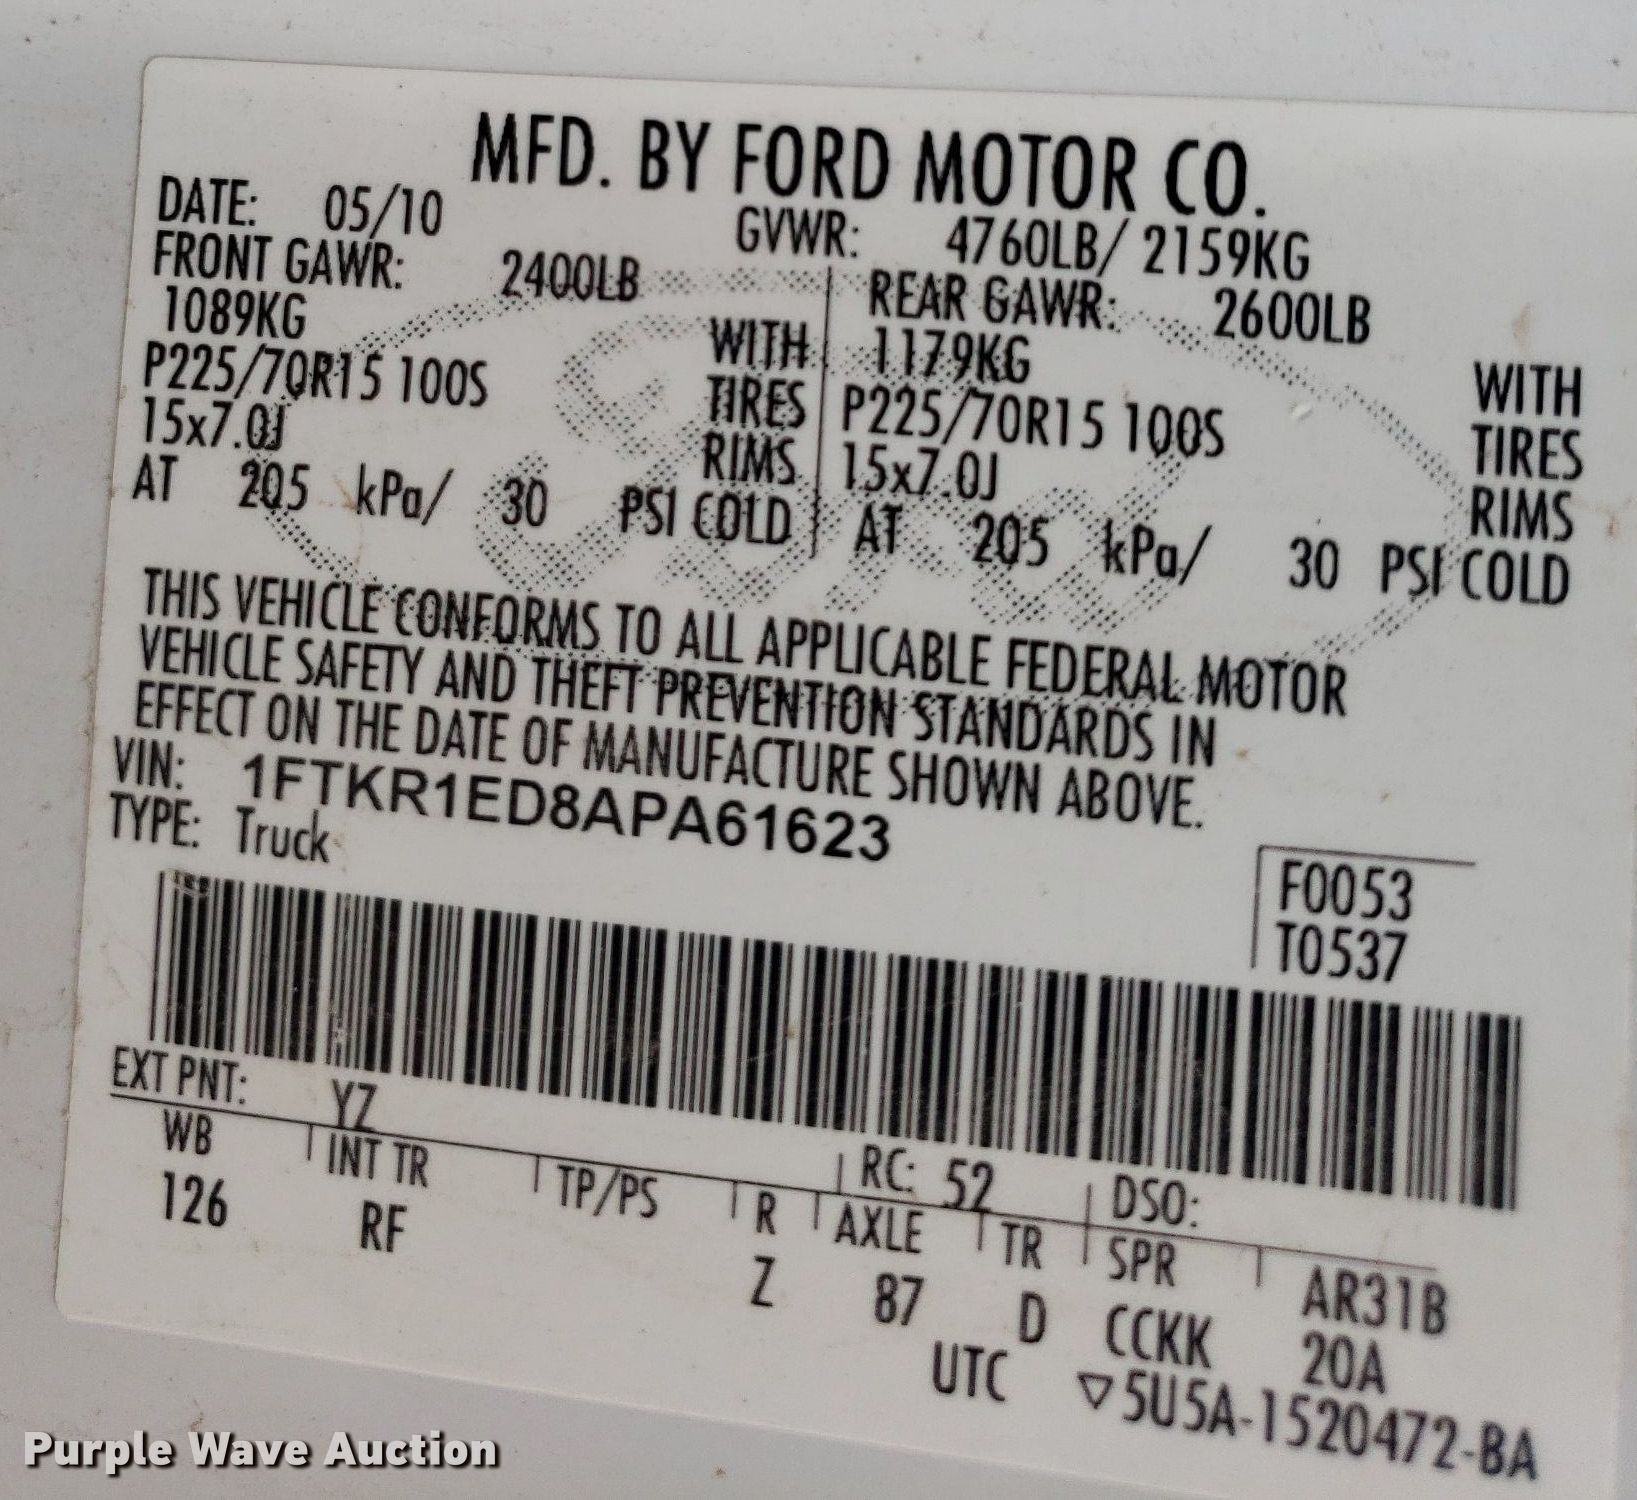 MFD. BY FORD MOTOR CO.
DATE: 05/10 GVWR: 4760LB/ 2159KG
FRONT GAWR: 2400LB REAR GAWR: 2600LB
1089KG WITH 1179KG WITH
P225/70R15 100S TIRES P225/70R15 100S TIRES
15x7.0J RIMS 15x7.0J RIMS
AT 205 kPa/ 30 PSI COLD AT 205 kPa/ 30 PSI COLD
THIS VEHICLE CONFORMS TO ALL APPLICABLE FEDERAL MOTOR
VEHICLE SAFETY AND THEFT PREVENTION STANDARDS IN
EFFECT ON THE DATE OF MANUFACTURE SHOWN ABOVE.
VIN: 1FTKR1ED8APA61623
TYPE: Truck
F0053
T0537
EXT PNT: YZ RC: 52 DSO:
WB INT TR TP/PS R AXLE TR SPR AR31B
126 RF Z 87 D CCKK 20A
UTC ▽5U5A-1520472-BA
Purple Wave Auction